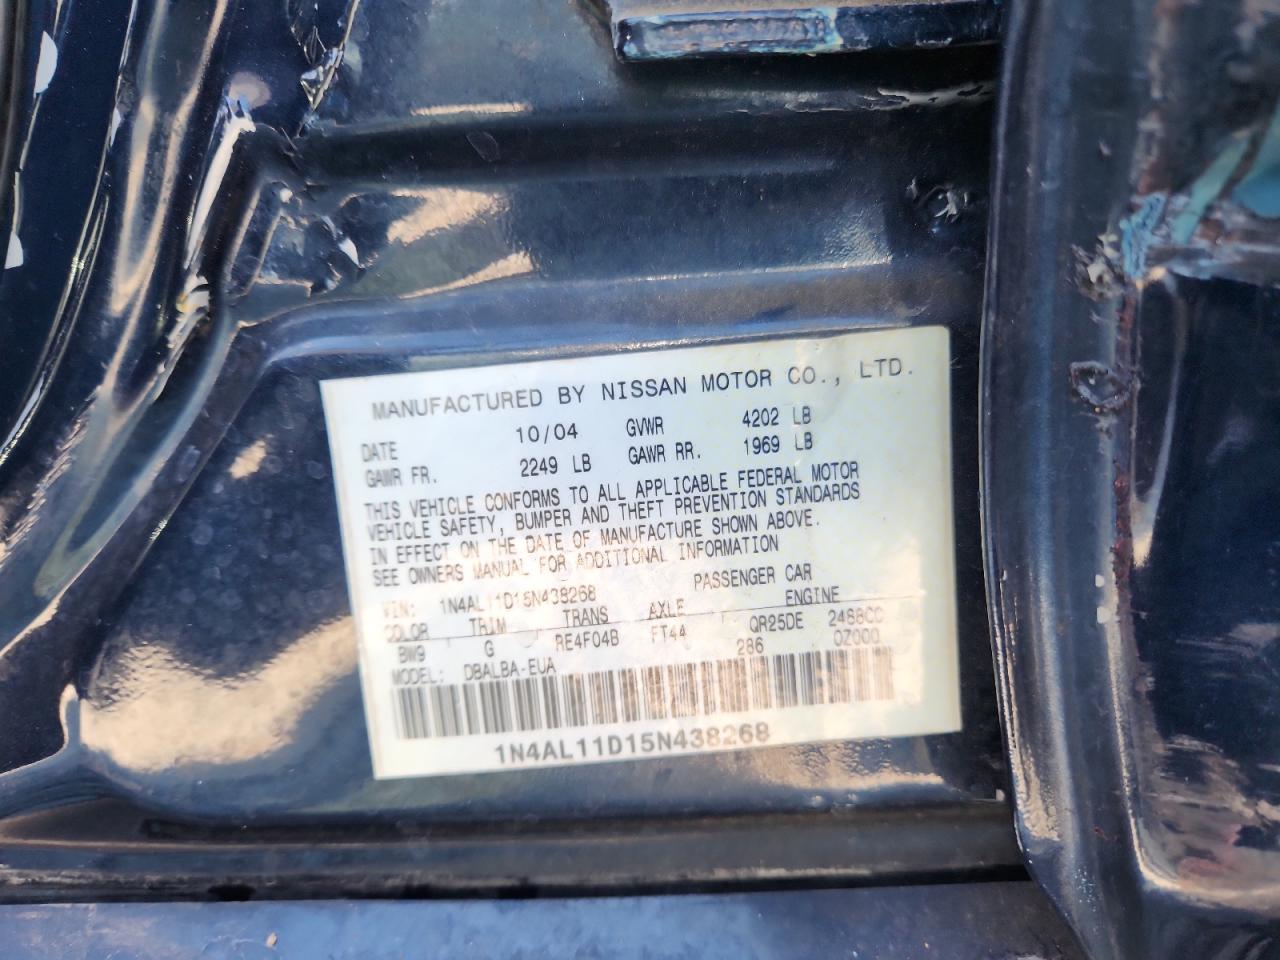 MANUFACTURED BY NISSAN MOTOR CO., LTD.
DATE 10/04 GVWR 4202 LB
GAWR FR. 2249 LB GAWR RR. 1969 LB
THIS VEHICLE CONFORMS TO ALL APPLICABLE FEDERAL MOTOR
VEHICLE SAFETY, BUMPER AND THEFT PREVENTION STANDARDS
IN EFFECT ON THE DATE OF MANUFACTURE SHOWN ABOVE.
SEE OWNERS MANUAL FOR ADDITIONAL INFORMATION
VIN: 1N4AL11D15N438268 PASSENGER CAR
COLOR TRIM TRANS AXLE ENGINE
BW9 G RE4F04B FT44 QR25DE 2488CC
MODEL: DBALBA-EUA 286 0Z000
1N4AL11D15N438268